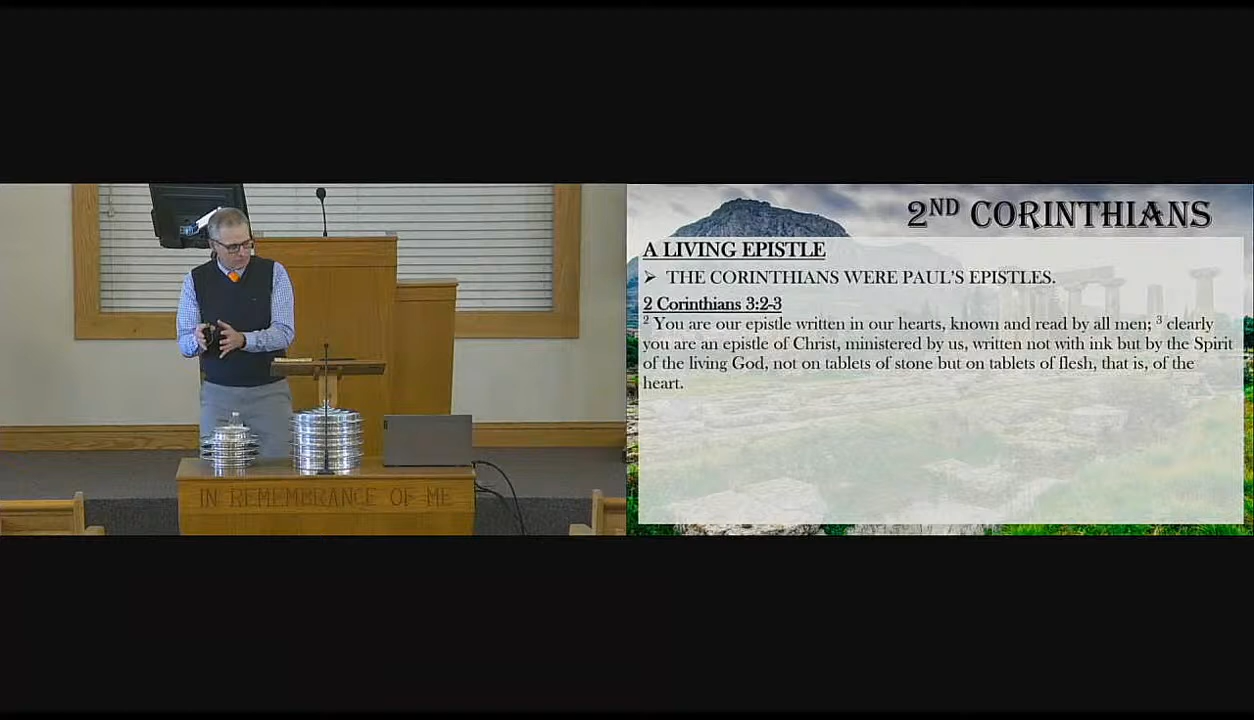 2ND CORINTHIANS
A LIVING EPISTLE
➢ THE CORINTHIANS WERE PAUL'S EPISTLES.
2 Corinthians 3:2-3
2 You are our epistle written in our hearts, known and read by all men; 3 clearly
you are an epistle of Christ, ministered by us, written not with ink but by the Spirit
of the living God, not on tablets of stone but on tablets of flesh, that is, of the
heart.
IN REMEMBRANCE OF ME